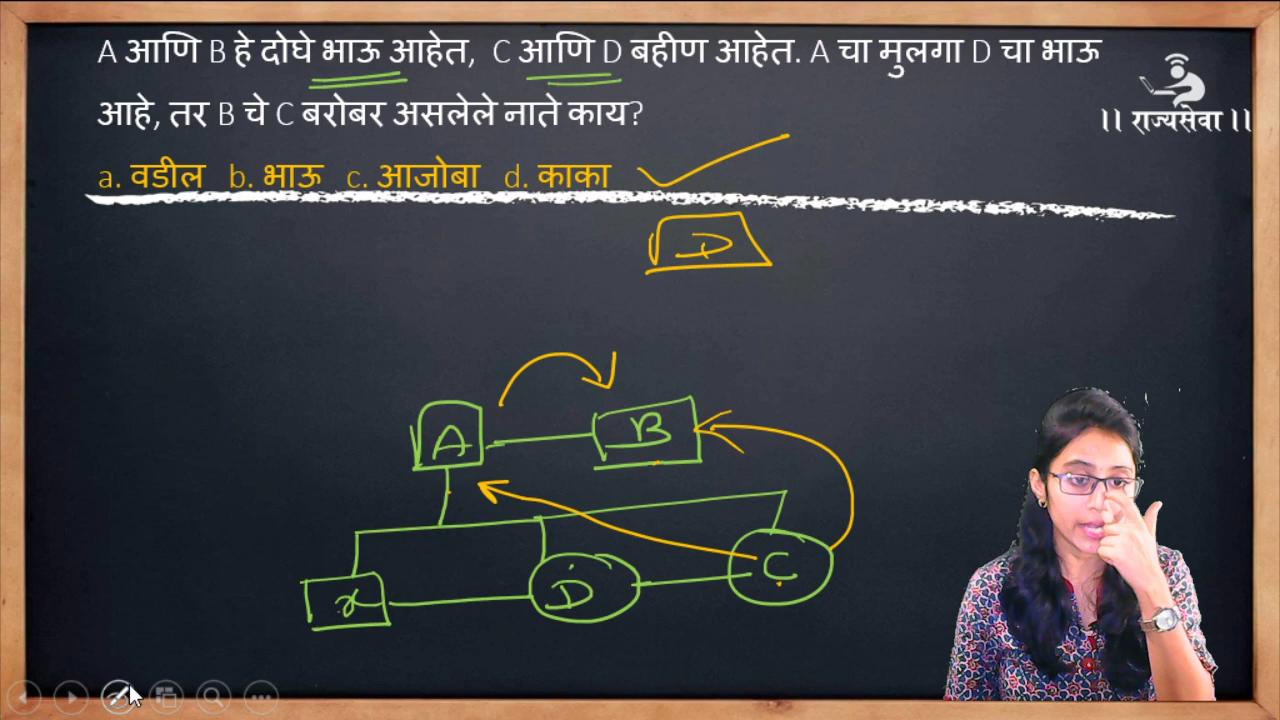 A आणि B हे दोघे भाऊ आहेत, C आणि D बहीण आहेत. A चा मुलगा D चा भाऊ
आहे, तर B चे C बरोबर असलेले नाते काय?
।। राज्यसेवा ।।
a. वडील b. भाऊ c. आजोबा d. काका
D
A B
x D C